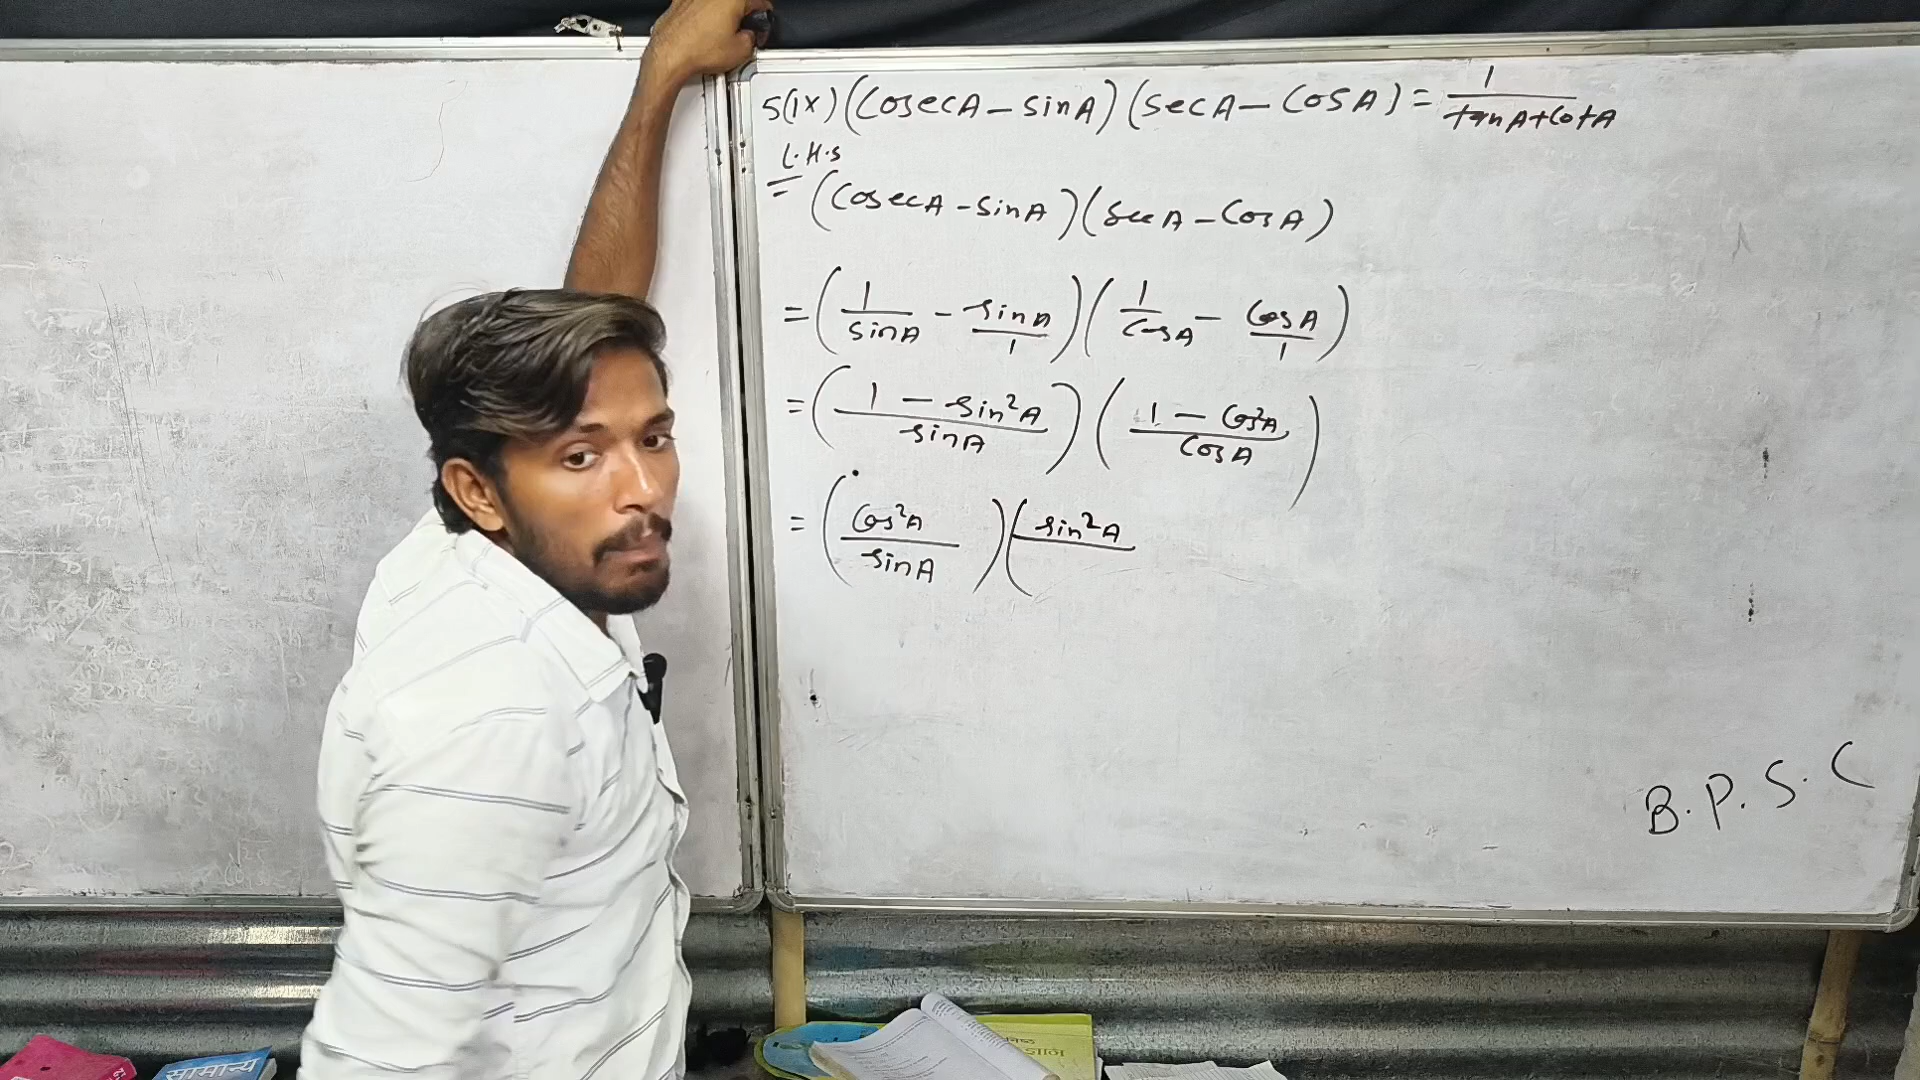 5(ix) (CosecA - sinA) (secA - CosA) = 1/(tanA + CotA)
L.H.S
= (CosecA - sinA) (secA - CosA)
= (1/sinA - sinA/1) (1/CosA - CosA/1)
= ((1 - sin²A)/sinA) ((1 - Cos²A)/CosA)
= (Cos²A/sinA) (sin²A
B.P.S.C
सामान्य